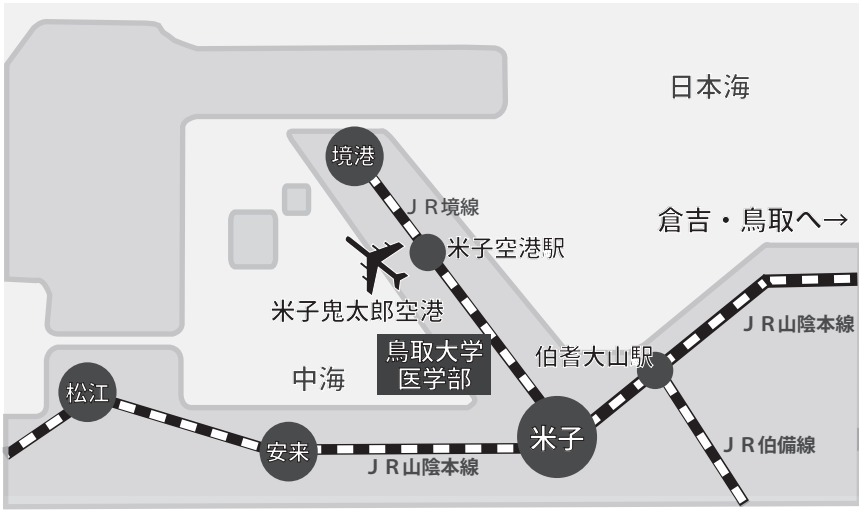 日本海
境港
JR境線
倉吉・鳥取へ→
米子空港駅
米子鬼太郎空港
JR山陰本線
鳥取大学
医学部
伯耆大山駅
中海
松江
米子
安来
JR山陰本線
JR伯備線